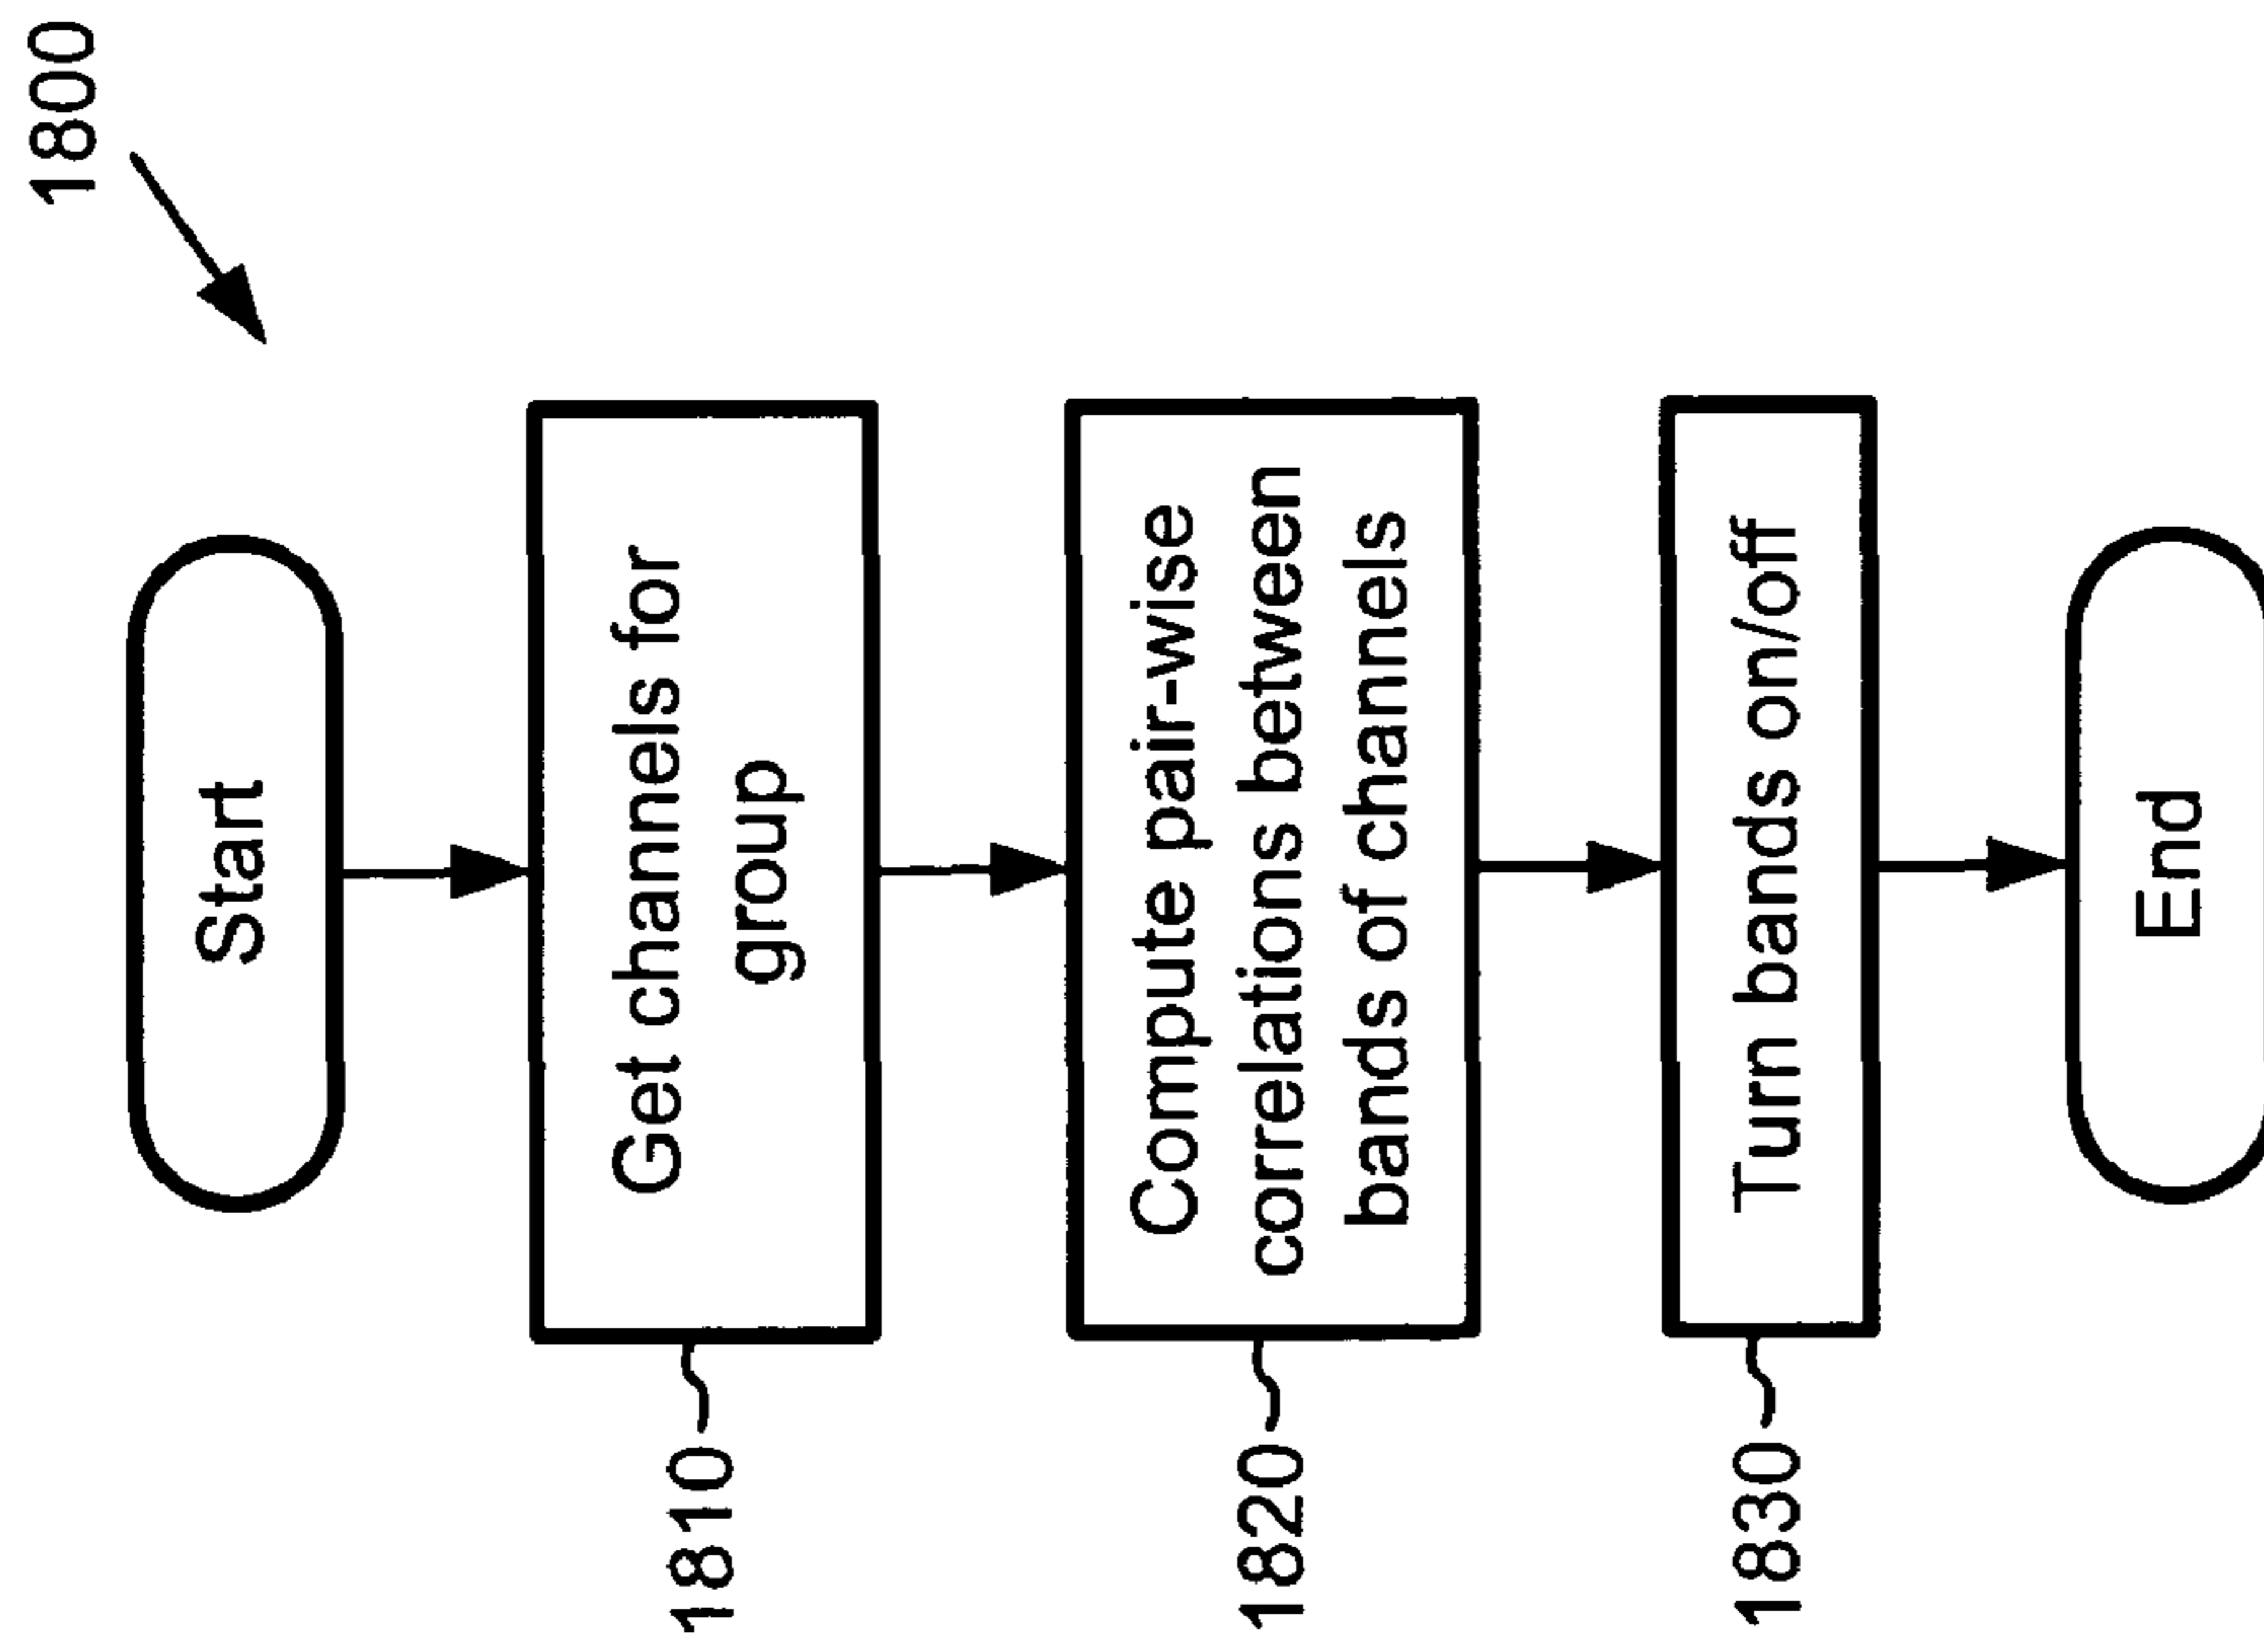 1800
Start
1810
Get channels for
group
1820
Compute pair-wise
correlations between
bands of channels
1830
Turn bands on/off
End